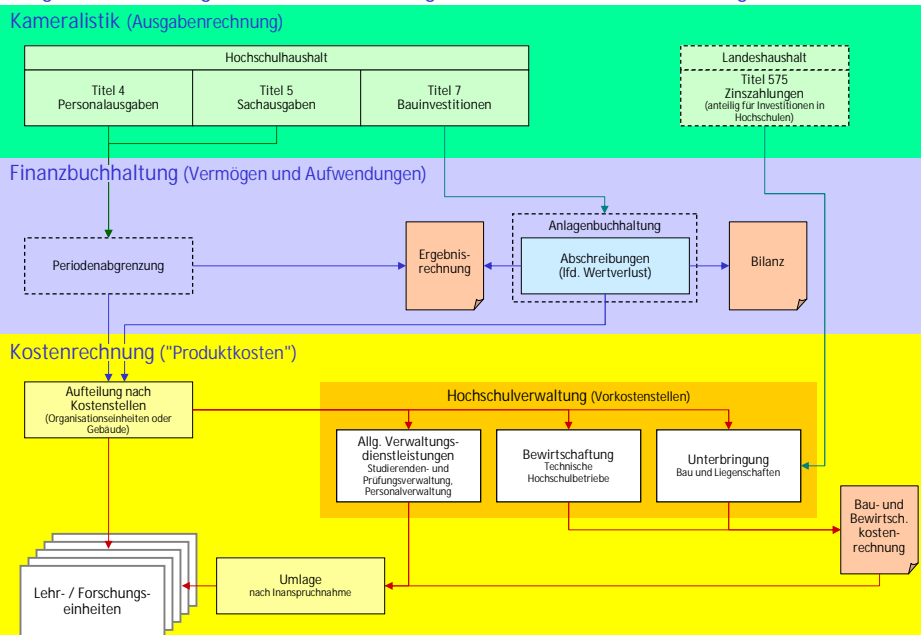 Kameralistik (Ausgabenrechnung)
Hochschulhaushalt
Titel 4
Personalausgaben
Titel 5
Sachausgaben
Titel 7
Bauinvestitionen
Landeshaushalt
Titel 575
Zinszahlungen
(anteilig für Investitionen in
Hochschulen)
Finanzbuchhaltung (Vermögen und Aufwendungen)
Periodenabgrenzung
Ergebnis-
rechnung
Anlagenbuchhaltung
Abschreibungen
(lfd. Wertverlust)
Bilanz
Kostenrechnung ("Produktkosten")
Aufteilung nach
Kostenstellen
(Organisationseinheiten oder
Gebäude)
Hochschulverwaltung (Vorkostenstellen)
Allg. Verwaltungs-
dienstleistungen
Studierenden- und
Prüfungsverwaltung,
Personalverwaltung
Bewirtschaftung
Technische
Hochschulbetriebe
Unterbringung
Bau und Liegenschaften
Bau- und
Bewirtsch.
kosten-
rechnung
Umlage
nach Inanspruchnahme
Lehr- / Forschungs-
einheiten